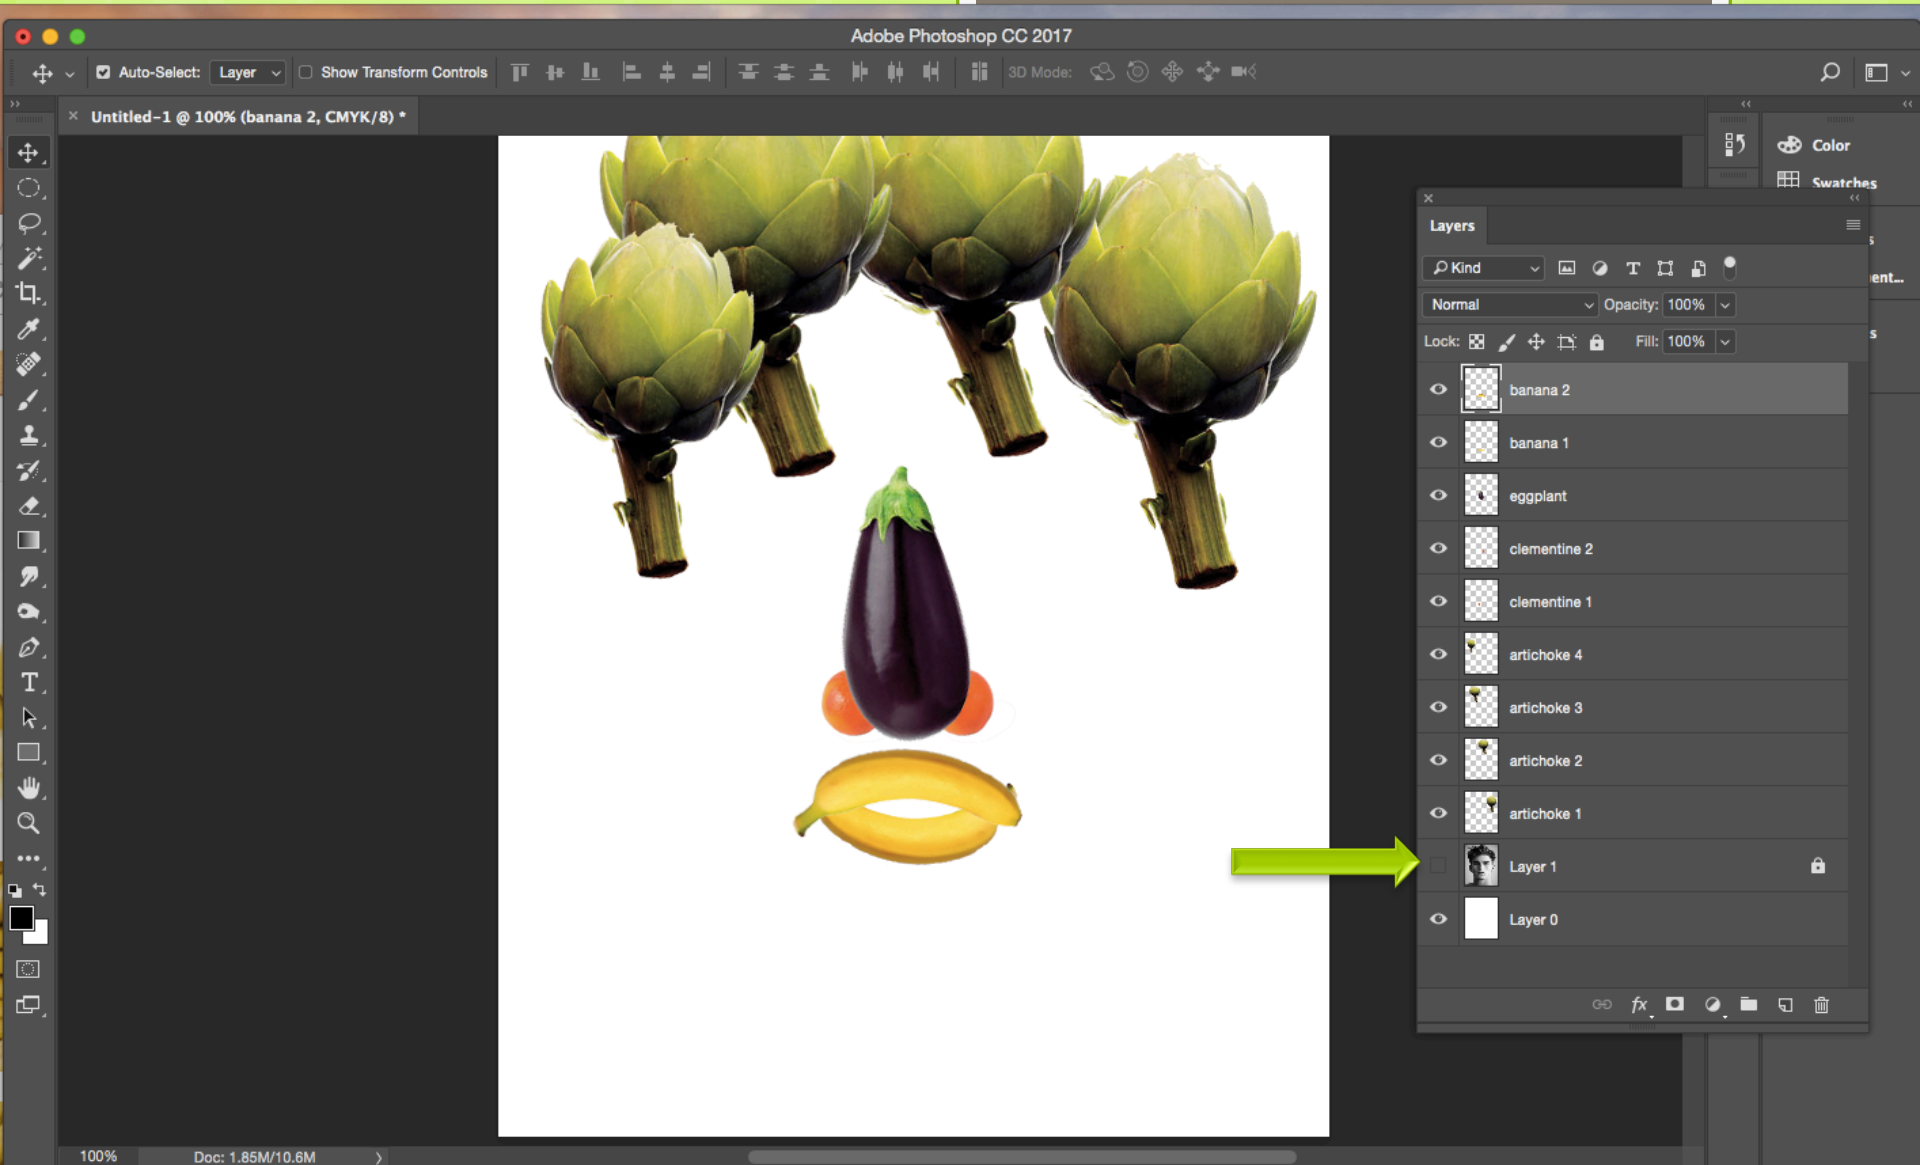 Adobe Photoshop CC 2017
Auto-Select: Layer Show Transform Controls 3D Mode:
Untitled-1 @ 100% (banana 2, CMYK/8) *
Color
Swatches
Layers
Kind
ent...
Normal Opacity: 100%
Lock: Fill: 100%
s
s
banana 2
banana 1
eggplant
clementine 2
clementine 1
artichoke 4
artichoke 3
artichoke 2
artichoke 1
Layer 1
Layer 0
fx
100% Doc: 1.85M/10.6M